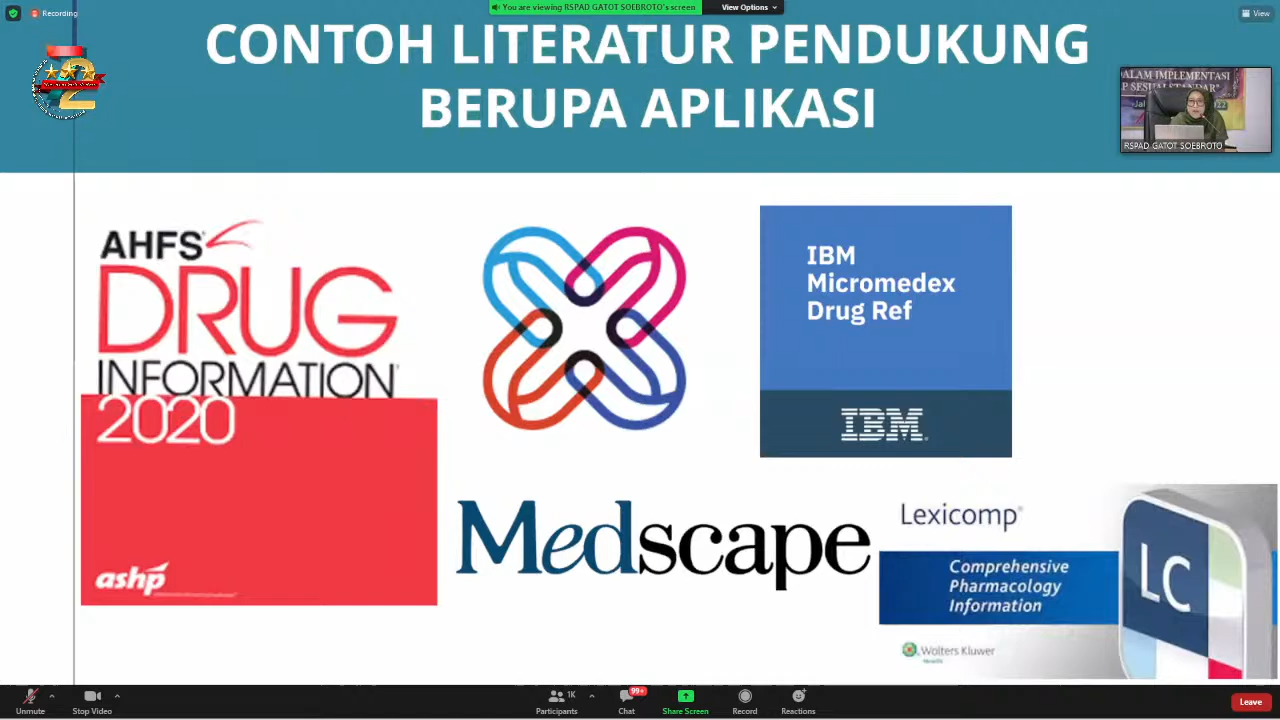 Recording
You are viewing RSPAD GATOT SOEBROTO's screen
View Options
View
CONTOH LITERATUR PENDUKUNG
BERUPA APLIKASI
2
DALAM IMPLEMENTASI
SESUAI STANDAR"
RSPAD GATOT SOEBROTO
AHFS
DRUG
INFORMATION
2020
ashp
IBM
Micromedex
Drug Ref
IBM
Medscape
Lexicomp®
Comprehensive
Pharmacology
Information
LC
Wolters Kluwer
Unmute
Stop Video
1K
Participants
99+
Chat
Share Screen
Record
Reactions
Leave